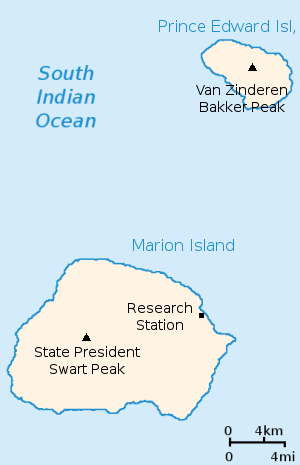 Prince Edward Isl,
South
Indian
Ocean
Van Zinderen
Bakker Peak
Marion Island
Research
Station
State President
Swart Peak
0 4km
0 4mi